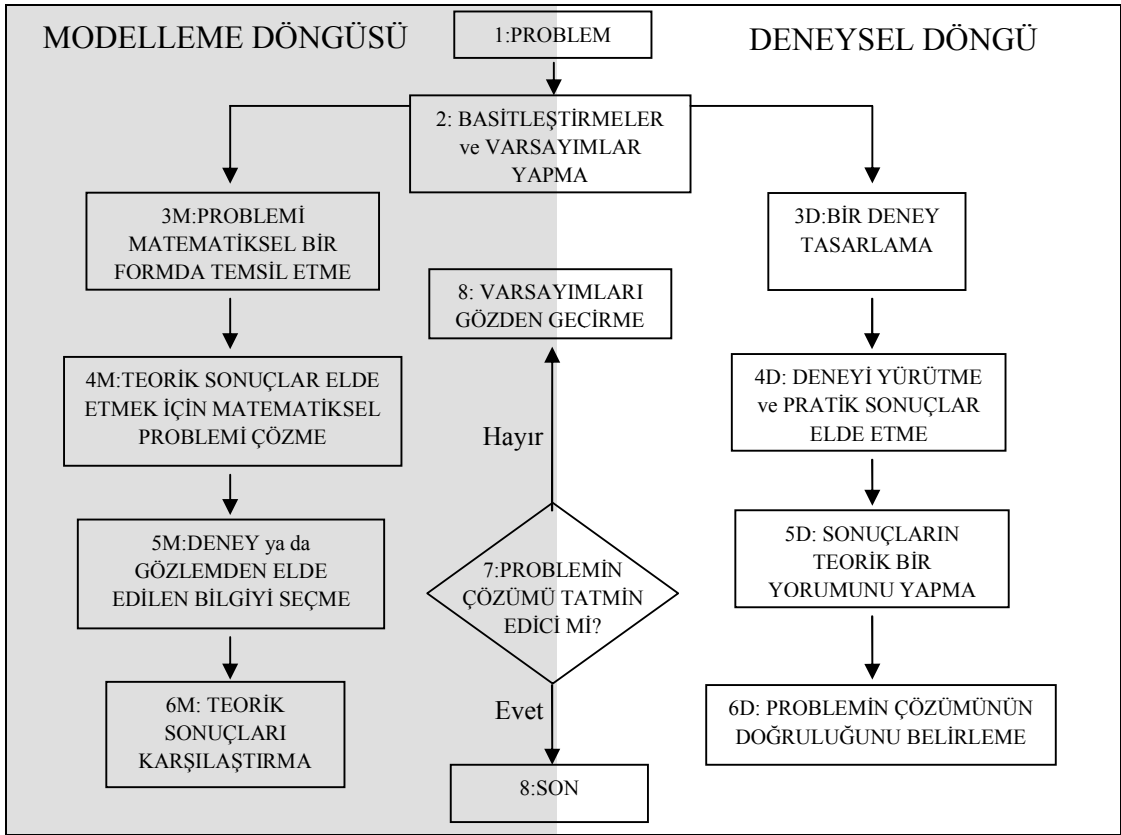 MODELLEME DÖNGÜSÜ
1:PROBLEM
DENEYSEL DÖNGÜ
2: BASİTLEŞTİRMELER
ve VARSAYIMLAR
YAPMA
3M:PROBLEMİ
MATEMATİKSEL BİR
FORMDA TEMSİL ETME
3D:BİR DENEY
TASARLAMA
8: VARSAYIMLARI
GÖZDEN GECİRME
4M:TEORİK SONUÇLAR ELDE
ETMEK İÇİN MATEMATİKSEL
PROBLEMİ ÇÖZME
4D: DENEYİ YÜRÜTME
ve PRATİK SONUÇLAR
ELDE ETME
Hayır
5M:DENEY ya da
GÖZLEMDEN ELDE
EDİLEN BİLGİYİ SEÇME
7:PROBLEMİN
ÇÖZÜMÜ TATMİN
EDİCİ Mİ?
5D: SONUÇLARIN
TEORİK BİR
YORUMUNU YAPMA
6M: TEORİK
SONUÇLARI
KARŞILAŞTIRMA
Evet
6D: PROBLEMİN ÇÖZÜMÜNÜN
DOĞRULUĞUNU BELİRLEME
8:SON